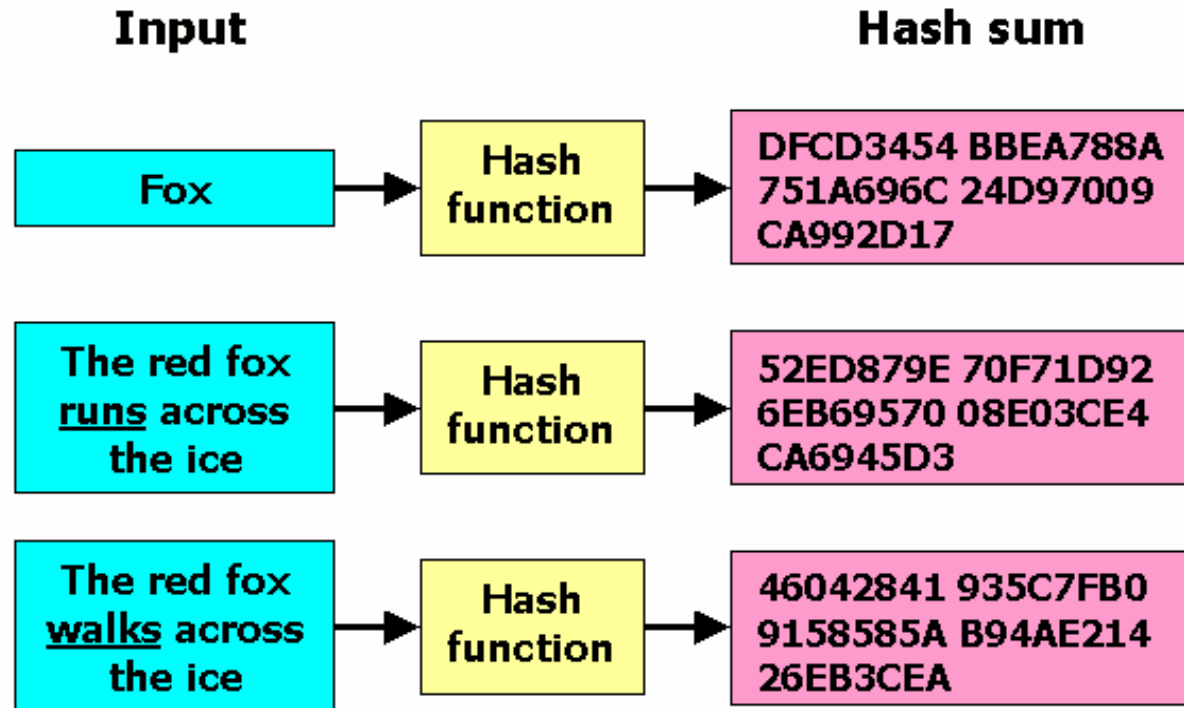 Input
Hash sum
Fox
Hash
function
DFCD3454 BBEA788A
751A696C 24D97009
CA992D17
The red fox
runs across
the ice
Hash
function
52ED879E 70F71D92
6EB69570 08E03CE4
CA6945D3
The red fox
walks across
the ice
Hash
function
46042841 935C7FB0
9158585A B94AE214
26EB3CEA